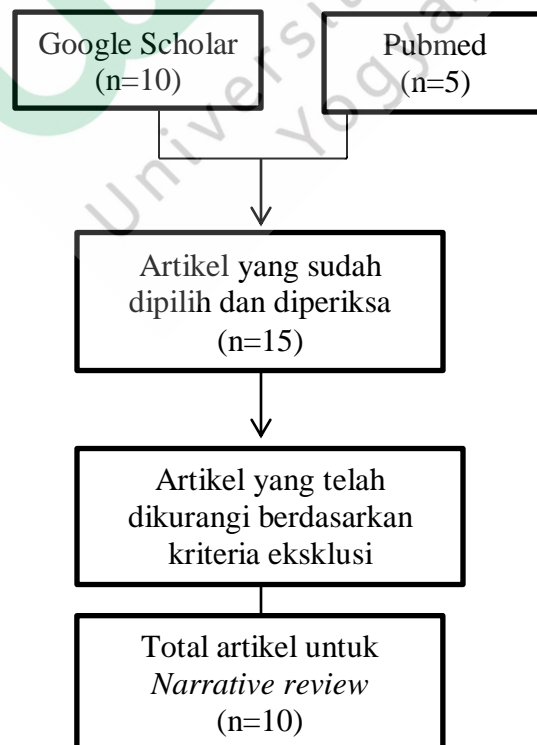 Google Scholar
(n=10)
Pubmed
(n=5)
Artikel yang sudah
dipilih dan diperiksa
(n=15)
Artikel yang telah
dikurangi berdasarkan
kriteria eksklusi
Total artikel untuk
Narrative review
(n=10)